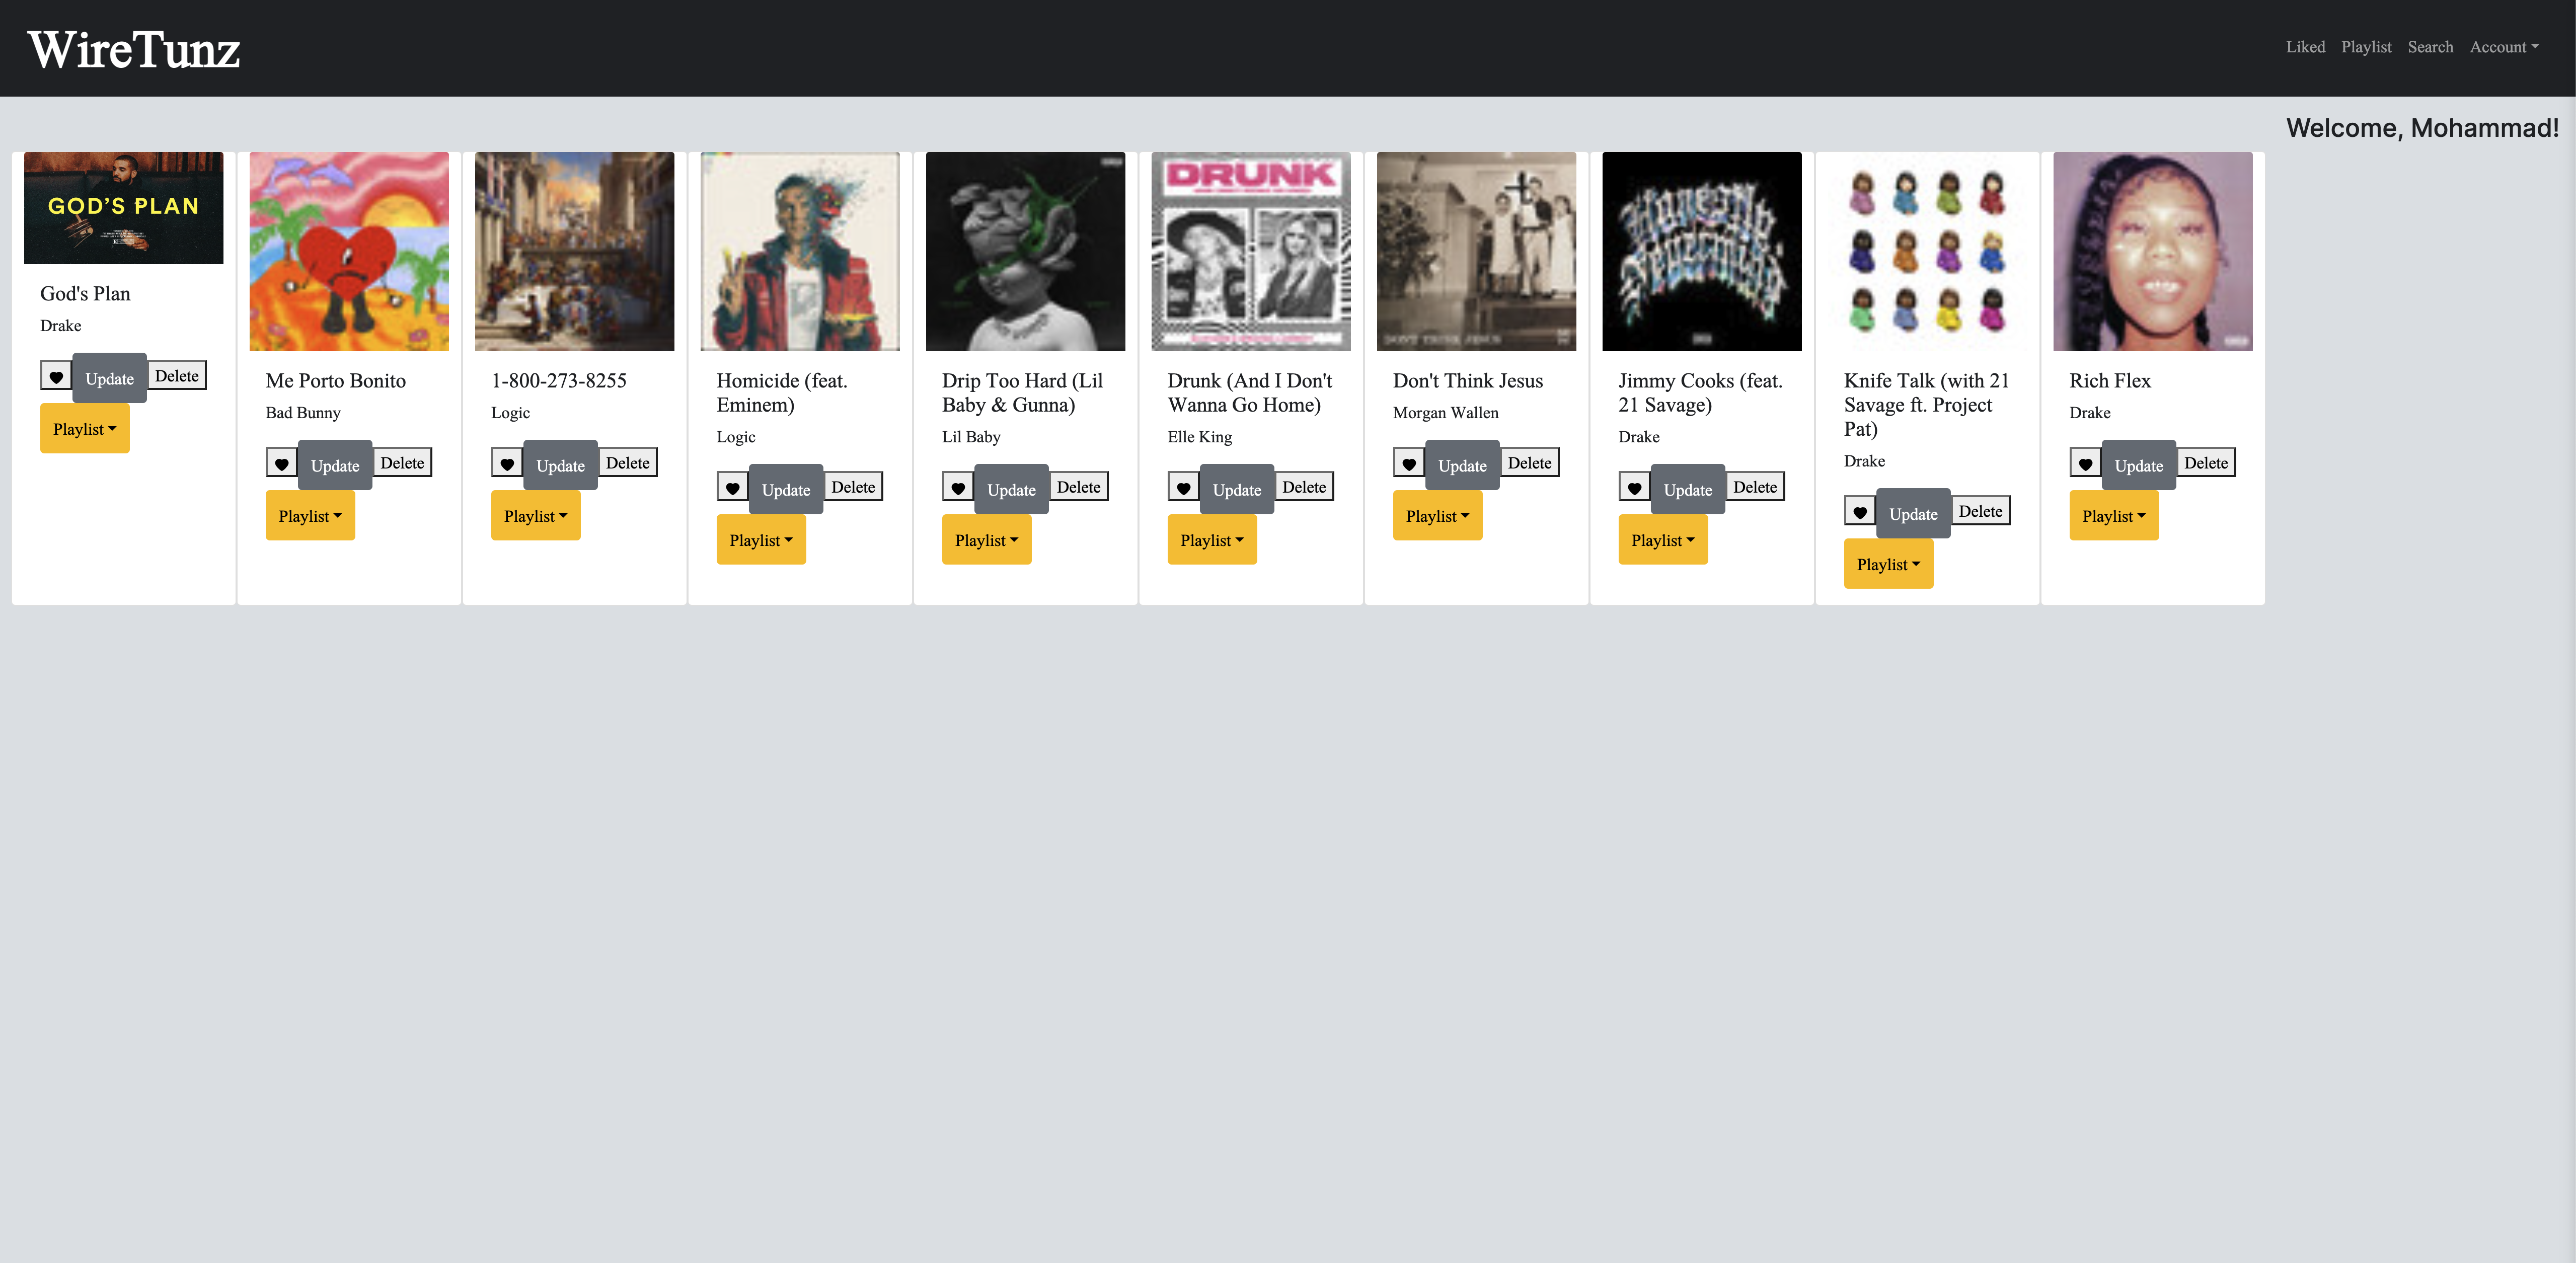 WireTunz
Liked Playlist Search Account
Welcome, Mohammad!
GOD'S PLAN
God's Plan
Drake
Update Delete
Playlist
Me Porto Bonito
Bad Bunny
Update Delete
Playlist
1-800-273-8255
Logic
Update Delete
Playlist
Homicide (feat.
Eminem)
Logic
Update Delete
Playlist
Drip Too Hard (Lil
Baby & Gunna)
Lil Baby
Update Delete
Playlist
DRUNK
Drunk (And I Don't
Wanna Go Home)
Elle King
Update Delete
Playlist
DON'T THINK JESUS
Don't Think Jesus
Morgan Wallen
Update Delete
Playlist
Honestly,
Nevermind
Jimmy Cooks (feat.
21 Savage)
Drake
Update Delete
Playlist
Knife Talk (with 21
Savage ft. Project
Pat)
Drake
Update Delete
Playlist
Rich Flex
Drake
Update Delete
Playlist